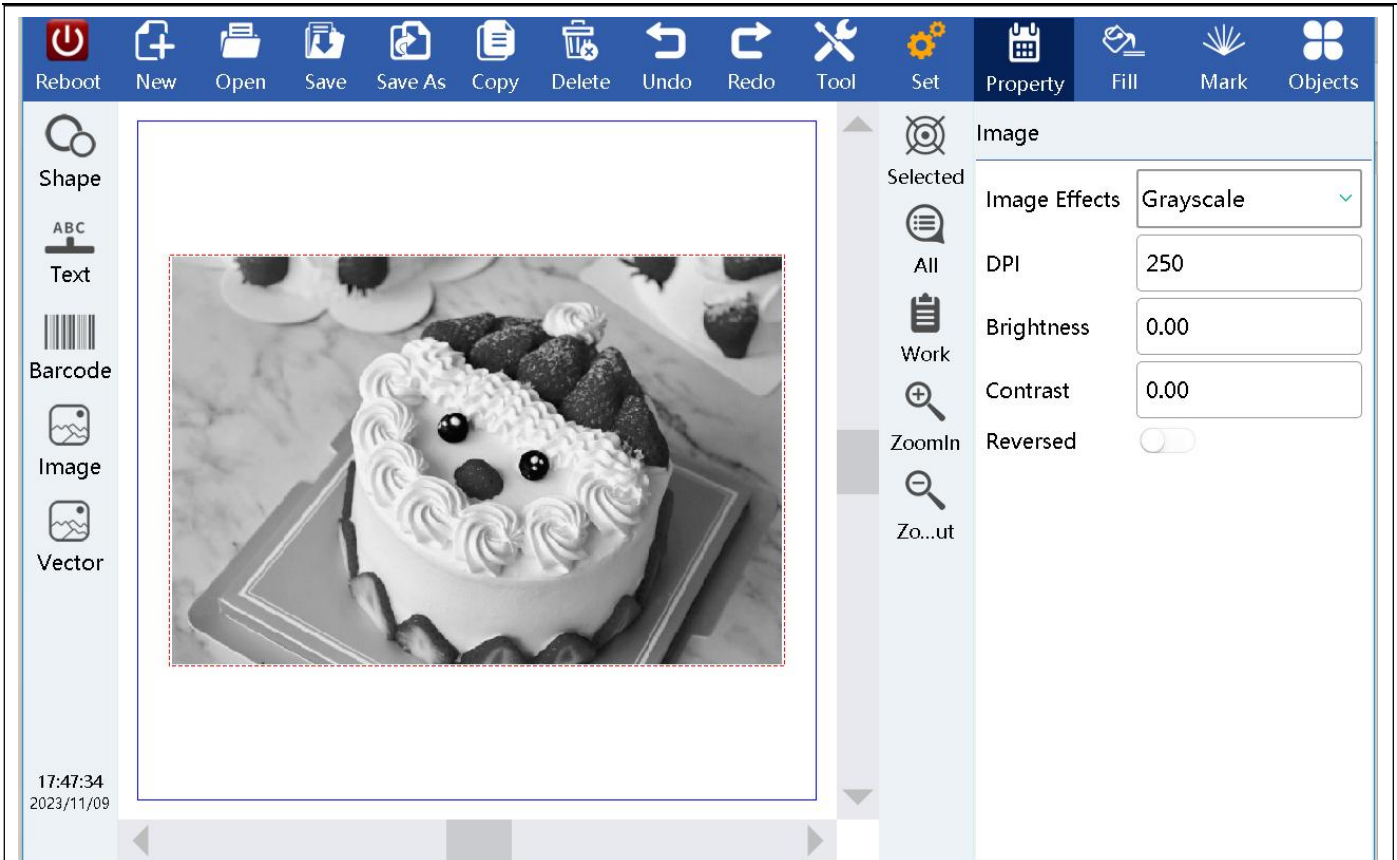 Reboot New Open Save Save As Copy Delete Undo Redo Tool Set Property Fill Mark Objects
Shape
ABC
Text
Barcode
Image
Vector
17:47:34
2023/11/09
Selected
All
Work
ZoomIn
Zo...ut
Image
Image Effects Grayscale
DPI 250
Brightness 0.00
Contrast 0.00
Reversed